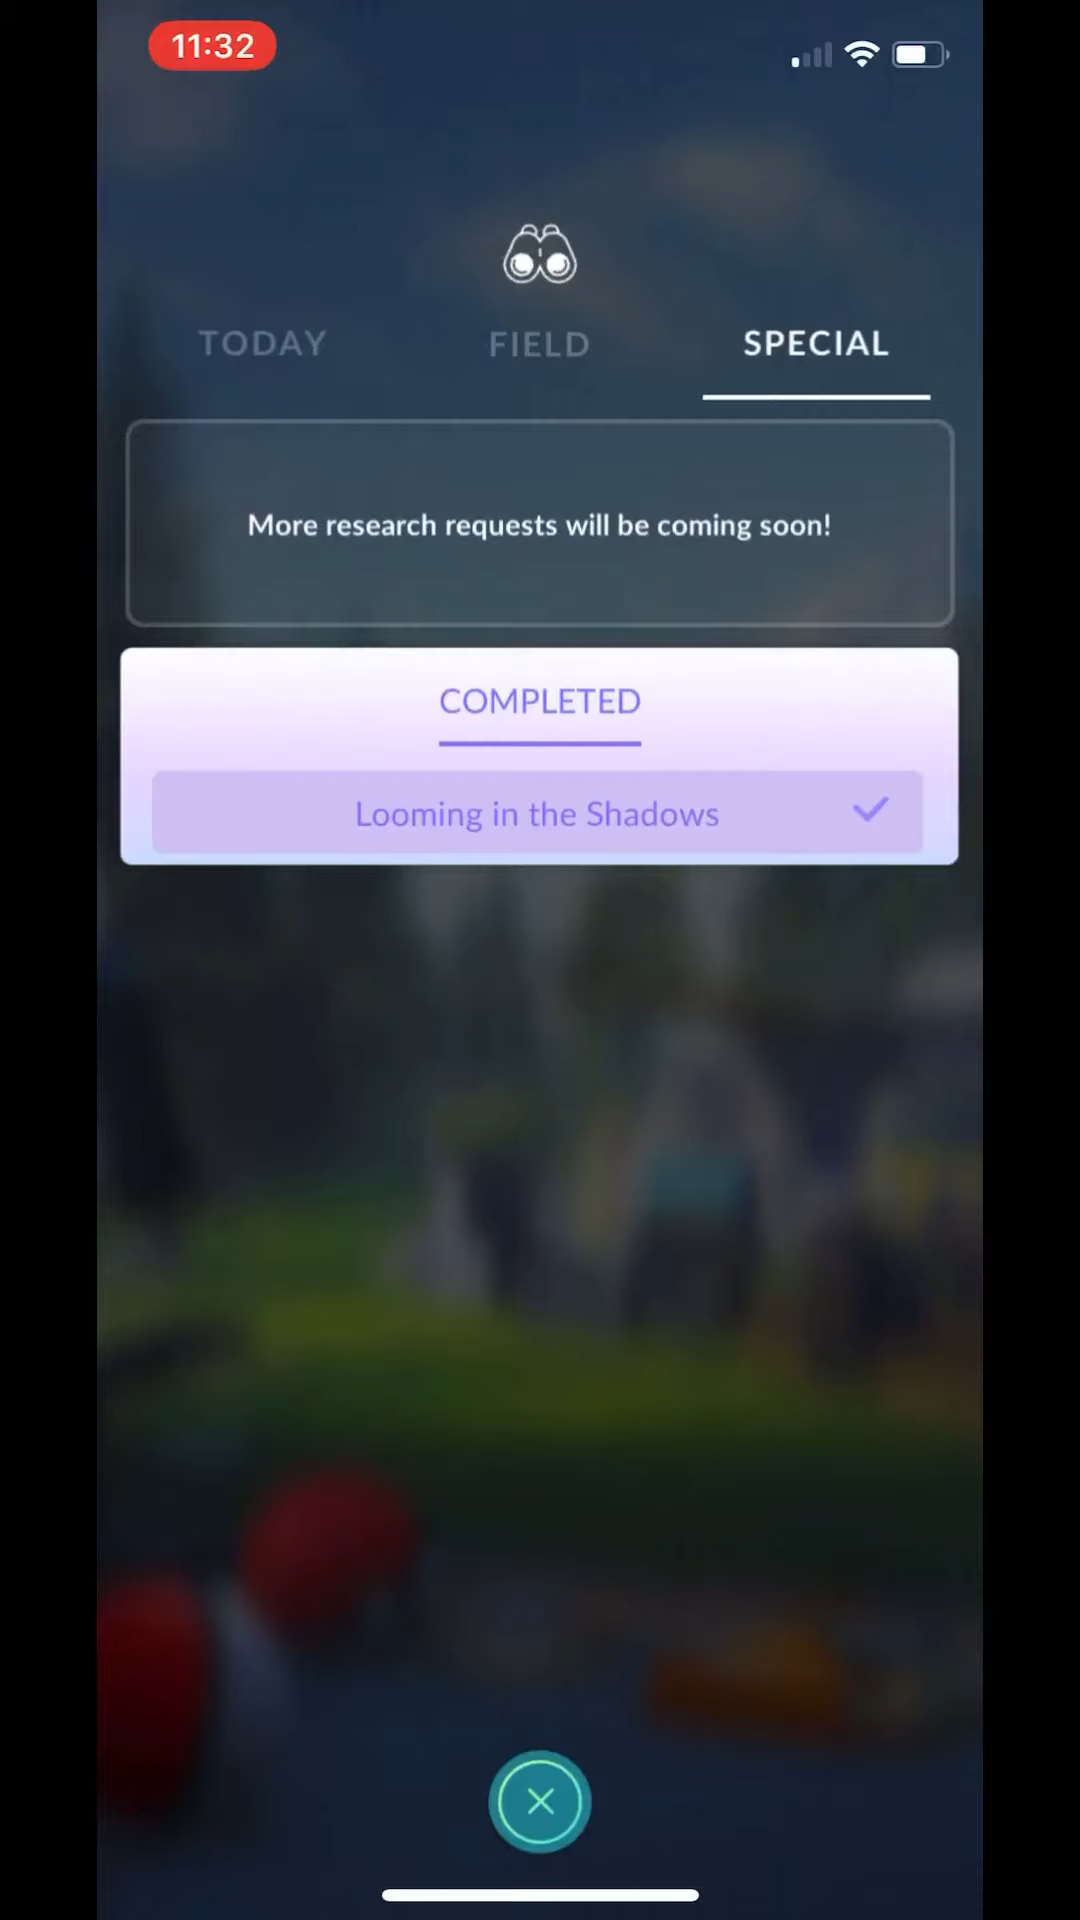 11:32
TODAY
FIELD
SPECIAL
More research requests will be coming soon!
COMPLETED
Looming in the Shadows